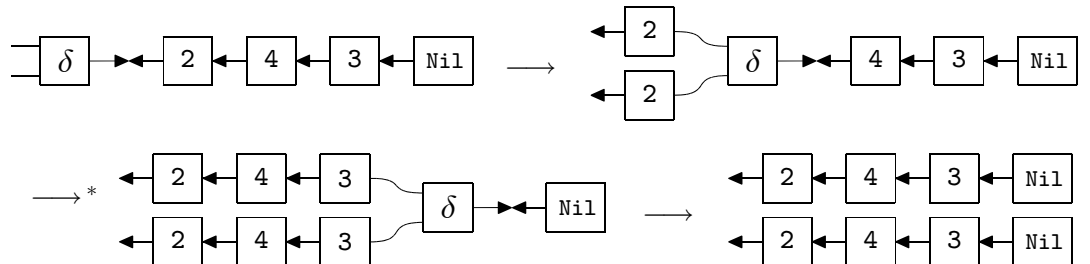 δ 2 4 3 Nil ⟶ 2 δ 4 3 Nil
2
⟶* 2 4 3 δ Nil ⟶ 2 4 3 Nil
2 4 3 2 4 3 Nil